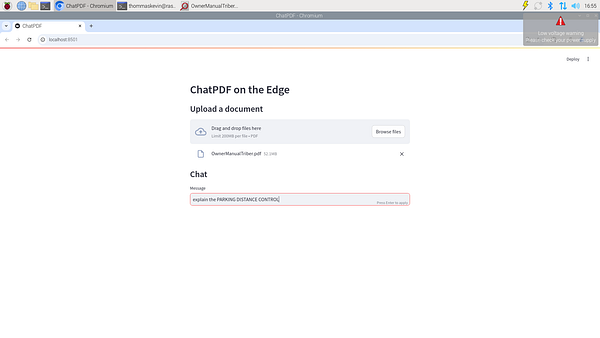 ChatPDF - Chromium
thommaskevin@ras...
OwnerManualTriber...
16:55
ChatPDF - Chromium
ChatPDF
Low voltage warning
Please check your power supply
localhost:8501
Deploy
ChatPDF on the Edge
Upload a document
Drag and drop files here
Limit 200MB per file • PDF
Browse files
OwnerManualTriber.pdf 52.2MB
Chat
Message
explain the PARKING DISTANCE CONTROL
Press Enter to apply